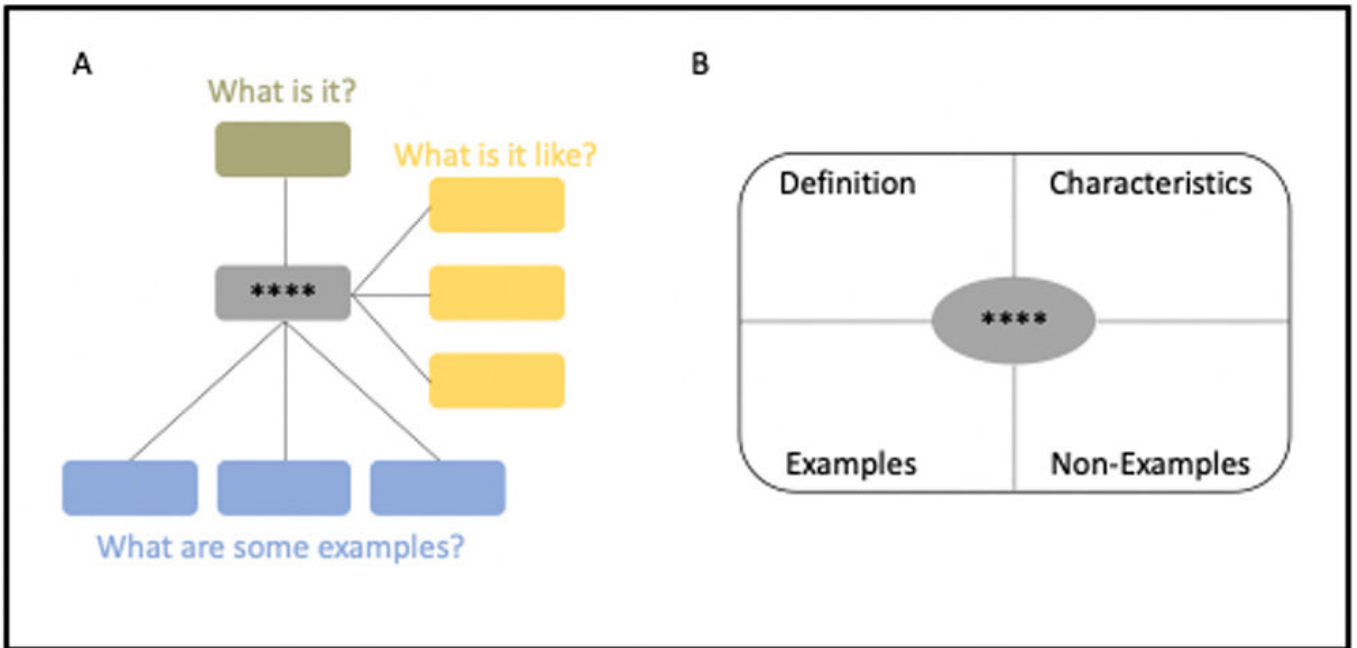 A
What is it?
What is it like?
****
What are some examples?
B
Definition
Characteristics
****
Examples
Non-Examples